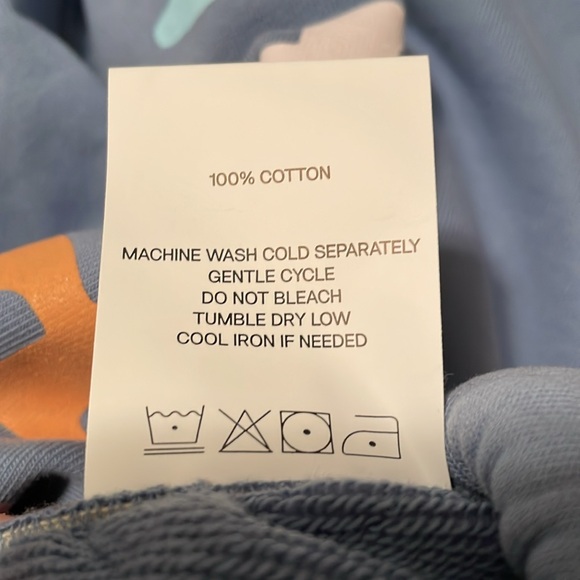 100% COTTON
MACHINE WASH COLD SEPARATELY
GENTLE CYCLE
DO NOT BLEACH
TUMBLE DRY LOW
COOL IRON IF NEEDED